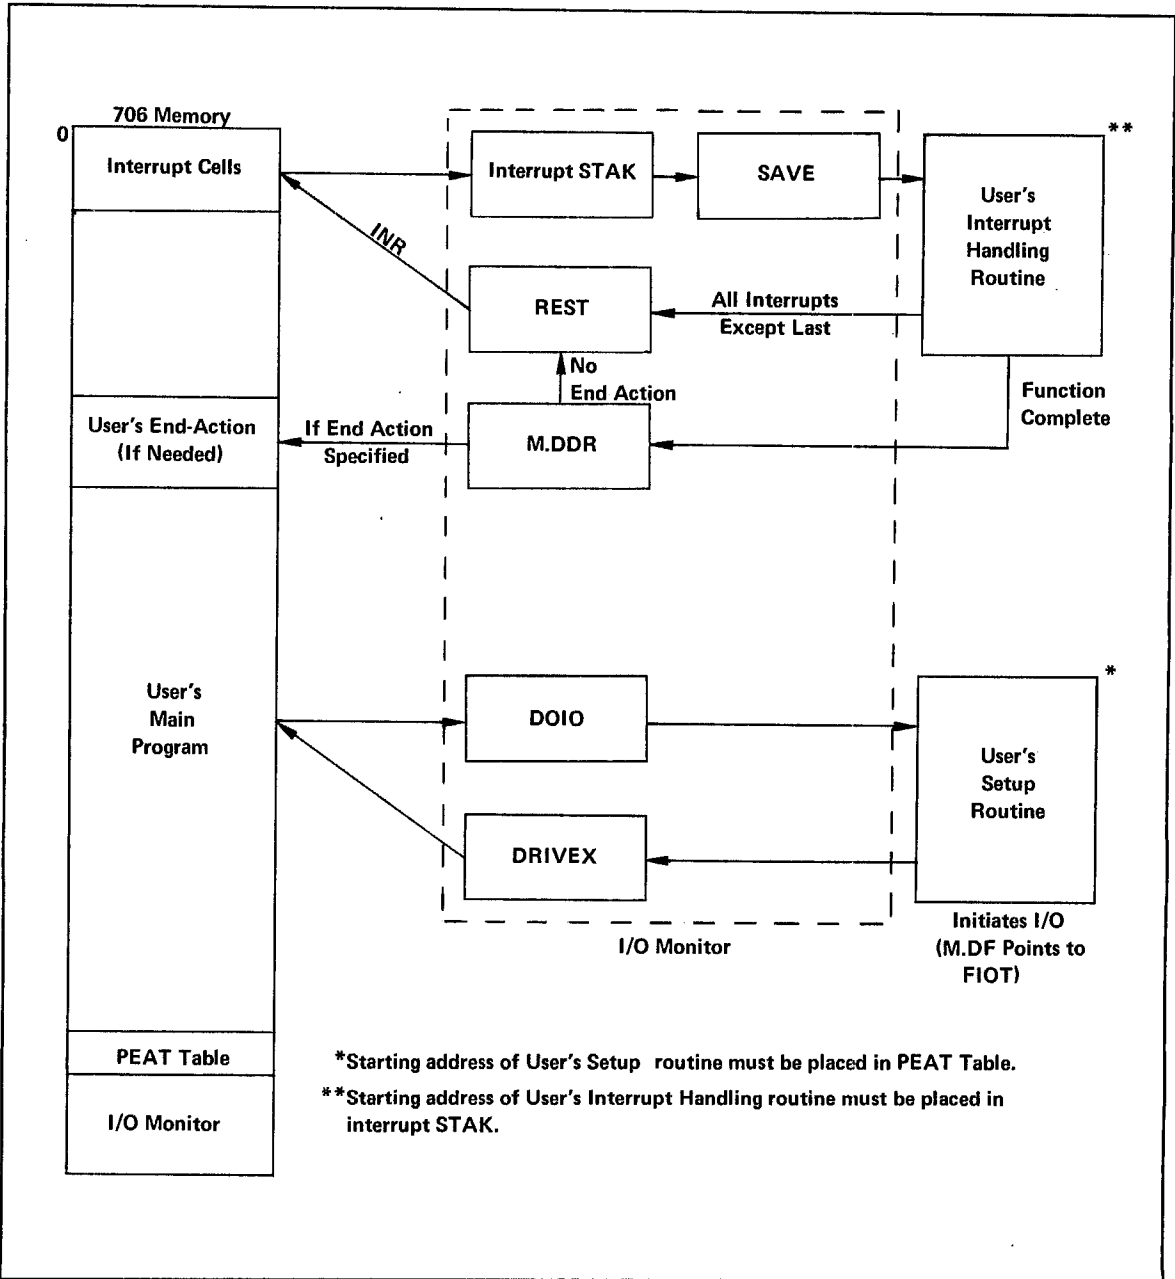 706 Memory
0
Interrupt Cells
Interrupt STAK
SAVE
**
User's
Interrupt
Handling
Routine
INR
REST
All Interrupts
Except Last
No
End Action
Function
Complete
User's End-Action
(If Needed)
If End Action
Specified
M.DDR
User's
Main
Program
DOIO
*
User's
Setup
Routine
DRIVEX
Initiates I/O
(M.DF Points to
FIOT)
I/O Monitor
PEAT Table
I/O Monitor
*Starting address of User's Setup routine must be placed in PEAT Table.
**Starting address of User's Interrupt Handling routine must be placed in
interrupt STAK.